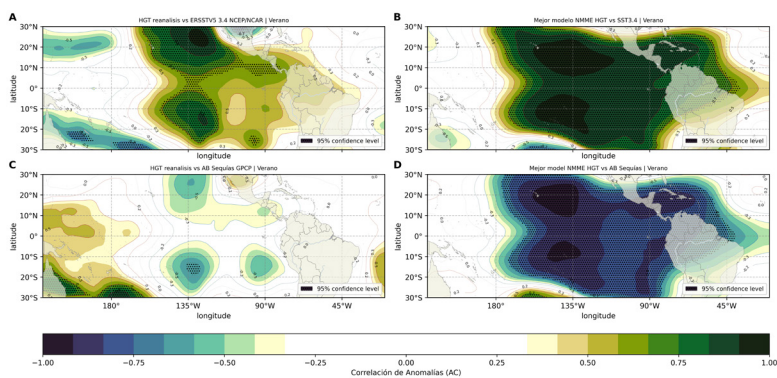 A
HGT reanalisis vs ERSSTV5 3.4 NCEP/NCAR | Verano
30°N
20°N
10°N
0°
10°S
20°S
30°S
latitude
longitude
95% confidence level
B
Mejor modelo NMME HGT vs SST3.4 | Verano
30°N
20°N
10°N
0°
10°S
20°S
30°S
latitude
longitude
95% confidence level
C
HGT reanalisis vs AB Sequías GPCP | Verano
30°N
20°N
10°N
0°
10°S
20°S
30°S
latitude
180°
135°W
90°W
45°W
longitude
95% confidence level
D
Mejor model NMME HGT vs AB Sequías | Verano
30°N
20°N
10°N
0°
10°S
20°S
30°S
latitude
180°
135°W
90°W
45°W
longitude
95% confidence level
−1.00 −0.75 −0.50 −0.25 0.00 0.25 0.50 0.75 1.00
Correlación de Anomalías (AC)